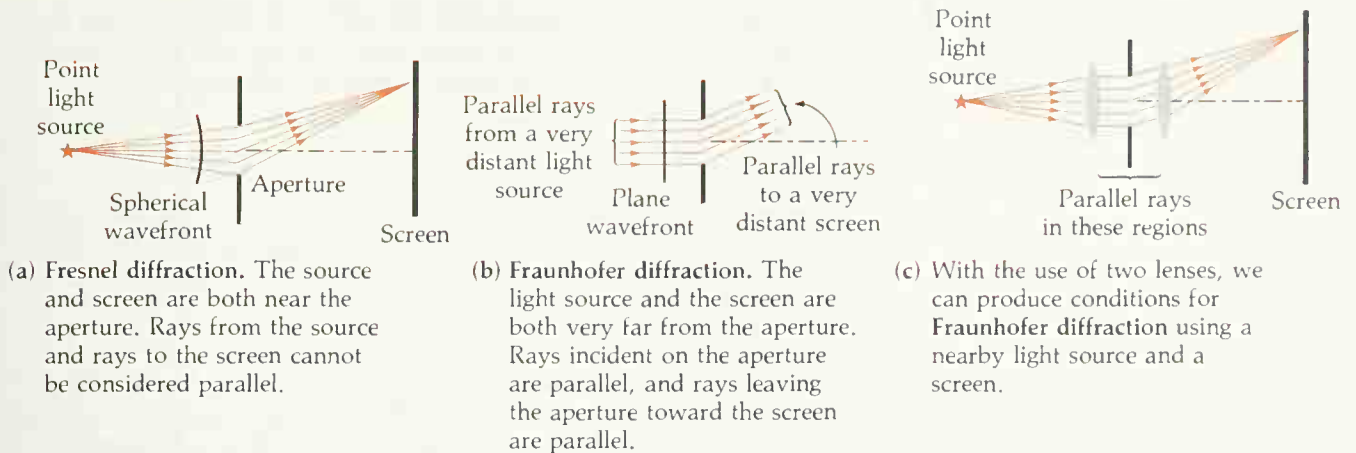 Point
light
source
Spherical
wavefront
Aperture
Screen
(a) Fresnel diffraction. The source
and screen are both near the
aperture. Rays from the source
and rays to the screen cannot
be considered parallel.
Parallel rays
from a very
distant light
source
Plane
wavefront
Parallel rays
to a very
distant screen
(b) Fraunhofer diffraction. The
light source and the screen are
both very far from the aperture.
Rays incident on the aperture
are parallel, and rays leaving
the aperture toward the screen
are parallel.
Point
light
source
Parallel rays
in these regions
Screen
(c) With the use of two lenses, we
can produce conditions for
Fraunhofer diffraction using a
nearby light source and a
screen.